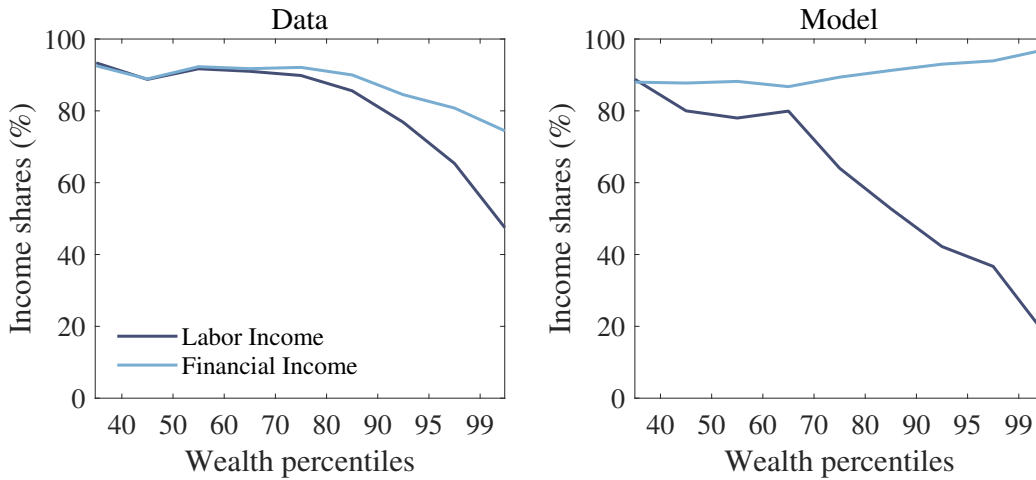 Data
100
80
60
40
20
0
Income shares (%)
Labor Income
Financial Income
40 50 60 70 80 90 95 99
Wealth percentiles
Model
100
80
60
40
20
0
Income shares (%)
40 50 60 70 80 90 95 99
Wealth percentiles